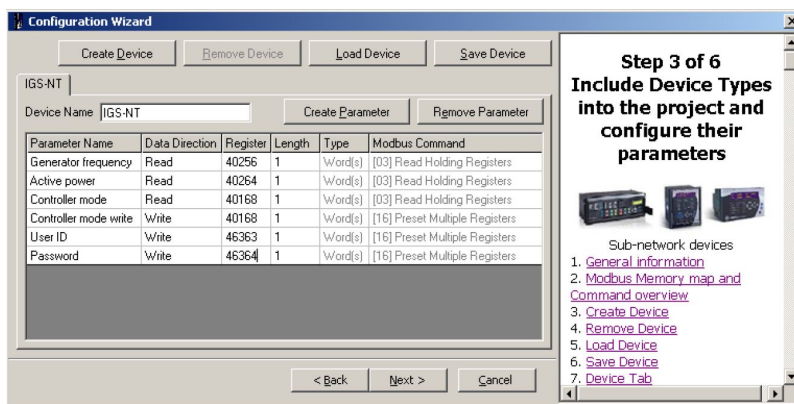 Configuration Wizard
Create Device Remove Device Load Device Save Device
IGS-NT
Device Name IGS-NT Create Parameter Remove Parameter
Parameter Name Data Direction Register Length Type Modbus Command
Generator frequency Read 40256 1 Word(s) [03] Read Holding Registers
Active power Read 40264 1 Word(s) [03] Read Holding Registers
Controller mode Read 40168 1 Word(s) [03] Read Holding Registers
Controller mode write Write 40168 1 Word(s) [16] Preset Multiple Registers
User ID Write 46363 1 Word(s) [16] Preset Multiple Registers
Password Write 46364 1 Word(s) [16] Preset Multiple Registers
< Back Next > Cancel
Step 3 of 6
Include Device Types
into the project and
configure their
parameters
Sub-network devices
1. General information
2. Modbus Memory map and
Command overview
3. Create Device
4. Remove Device
5. Load Device
6. Save Device
7. Device Tab